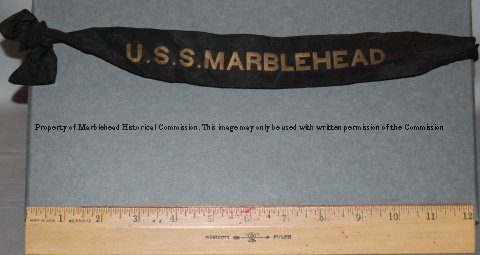 U.S.S. MARBLEHEAD
Property of Marblehead Historical Commission. This image may only be used with written permission of the Commission
1 2 3 4 5 6 7 8 9 10 11 12
WESTCOTT RULER